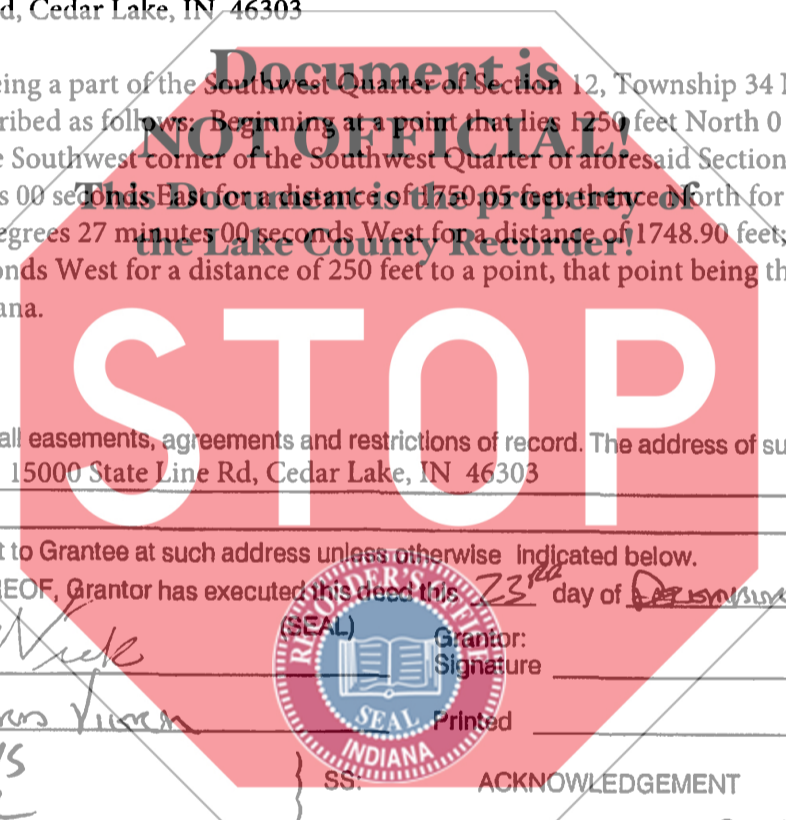 d, Cedar Lake, IN 46303
Document is
eing a part of the Southwest Quarter of Section 12, Township 34
NOT OFFICIAL!
ribed as follows: Beginning at a point that lies 1250 feet North 0
e Southwest corner of the Southwest Quarter of aforesaid Section
This Document is the property of
s 00 seconds East for a distance of 1750.05 feet; thence North for
the Lake County Recorder!
egrees 27 minutes 00 seconds West for a distance of 1748.90 feet;
onds West for a distance of 250 feet to a point, that point being th
ana.
STOP
all easements, agreements and restrictions of record. The address of su
15000 State Line Rd, Cedar Lake, IN 46303
t to Grantee at such address unless otherwise indicated below.
EOF, Grantor has executed this deed this 23RD day of
(SEAL) Grantor:
Signature
Printed
RECORDER'S OFFICE
SEAL
INDIANA
SS: ACKNOWLEDGEMENT